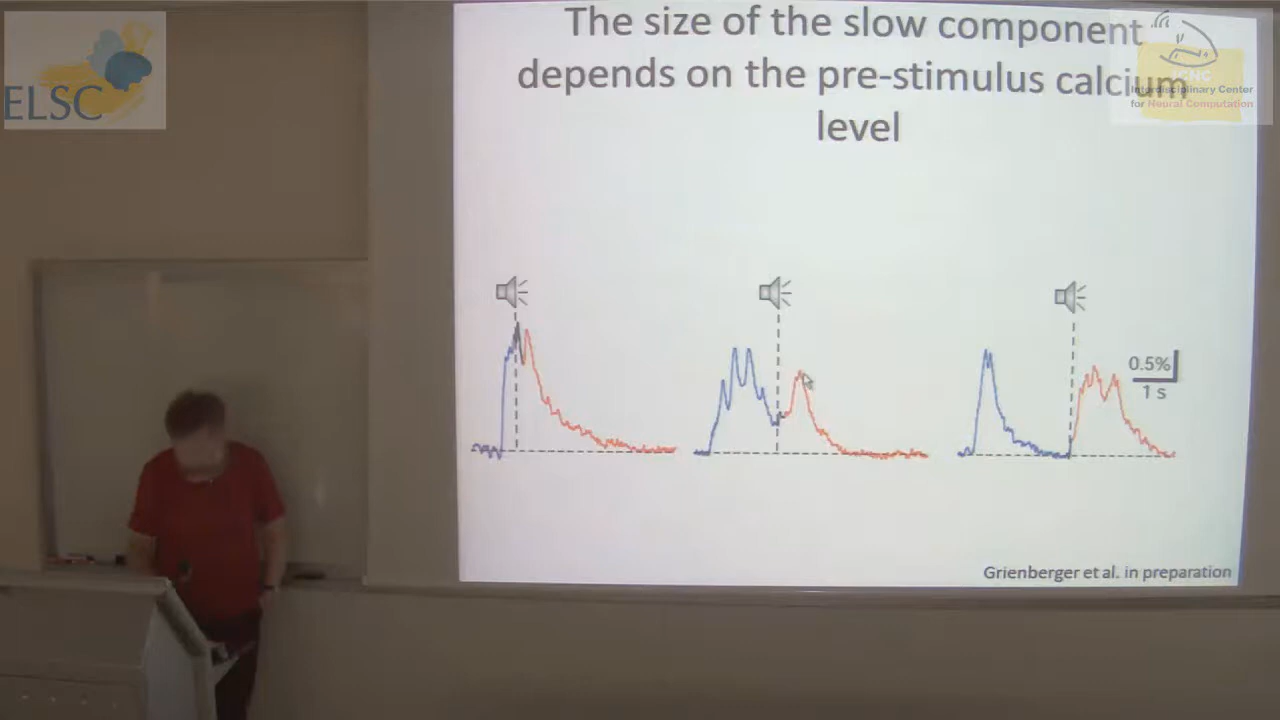 ELSC
The size of the slow component
depends on the pre-stimulus calcium
level
ICNC
Interdisciplinary Center
for Neural Computation
0.5%
1 s
Grienberger et al. in preparation